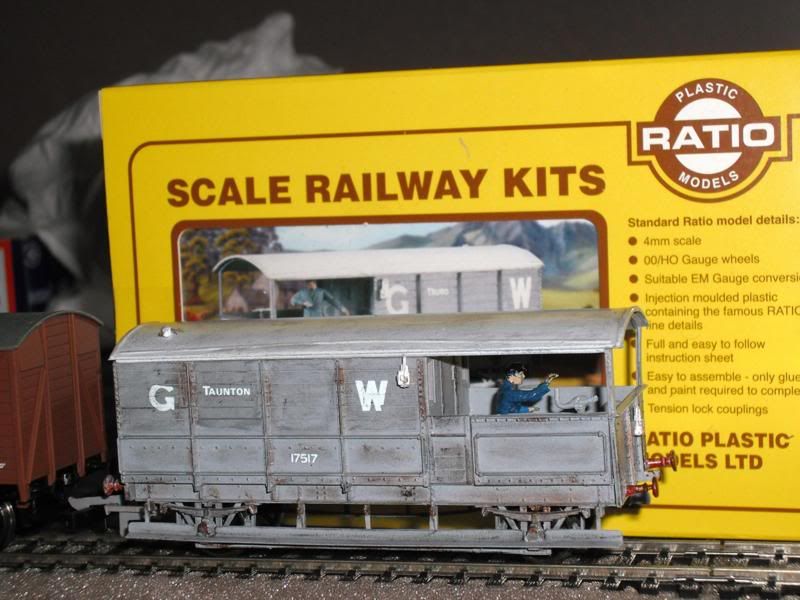 PLASTIC
RATIO
MODELS
SCALE RAILWAY KITS
Standard Ratio model details:
4mm scale
00/HO Gauge wheels
Suitable EM Gauge conversi
Injection moulded plastic
containing the famous RATIO
ine details
Full and easy to follow
instruction sheet
Easy to assemble - only glue
and paint required to comple
Tension lock couplings
ATIO PLASTIC
ODELS LTD
G W
G TAUNTON W
17517